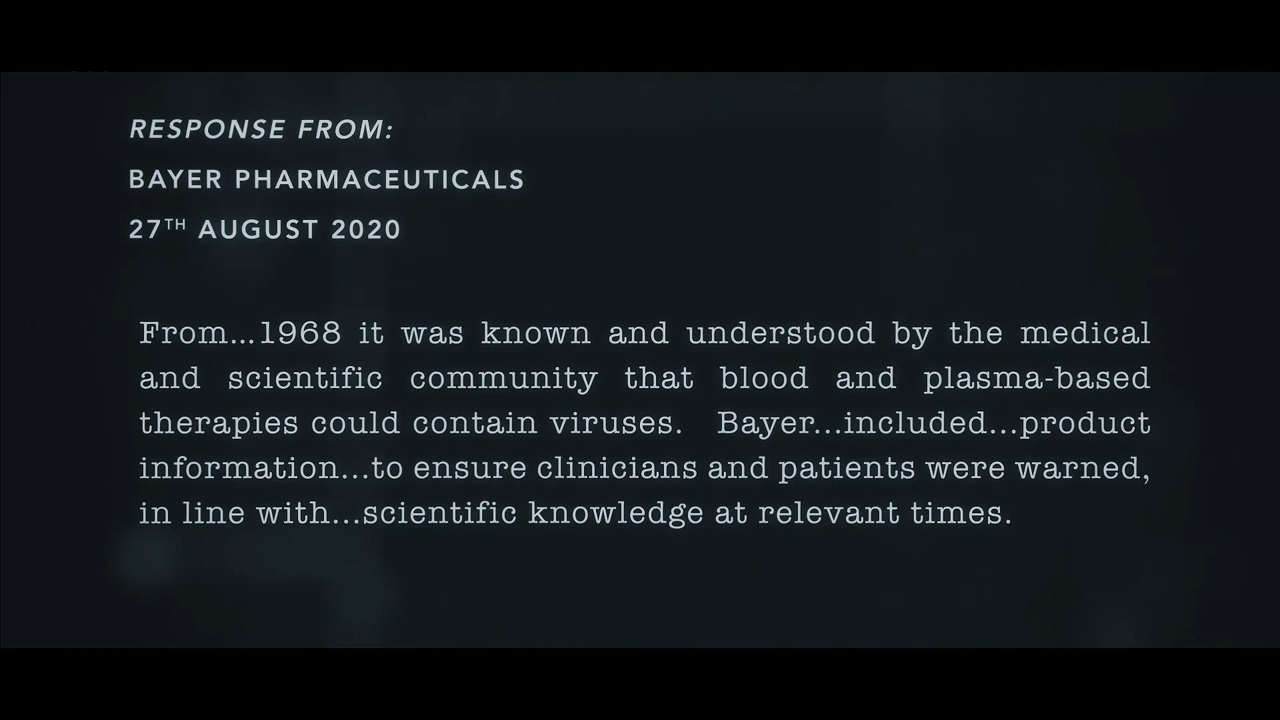 RESPONSE FROM:
BAYER PHARMACEUTICALS
27TH AUGUST 2020
From...1968 it was known and understood by the medical
and scientific community that blood and plasma-based
therapies could contain viruses. Bayer...included...product
information...to ensure clinicians and patients were warned,
in line with...scientific knowledge at relevant times.